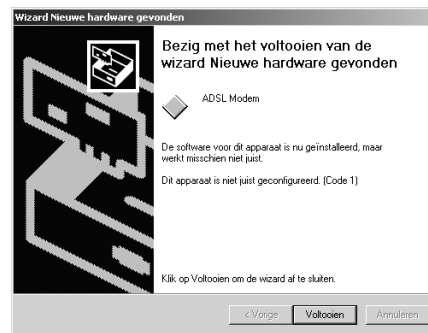 Wizard Nieuwe hardware gevonden
Bezig met het voltooien van de
wizard Nieuwe hardware gevonden
ADSL Modem
De software voor dit apparaat is nu geïnstalleerd, maar
werkt misschien niet juist.
Dit apparaat is niet juist geconfigureerd. (Code 1)
Klik op Voltooien om de wizard af te sluiten.
< Vorige
Voltooien
Annuleren